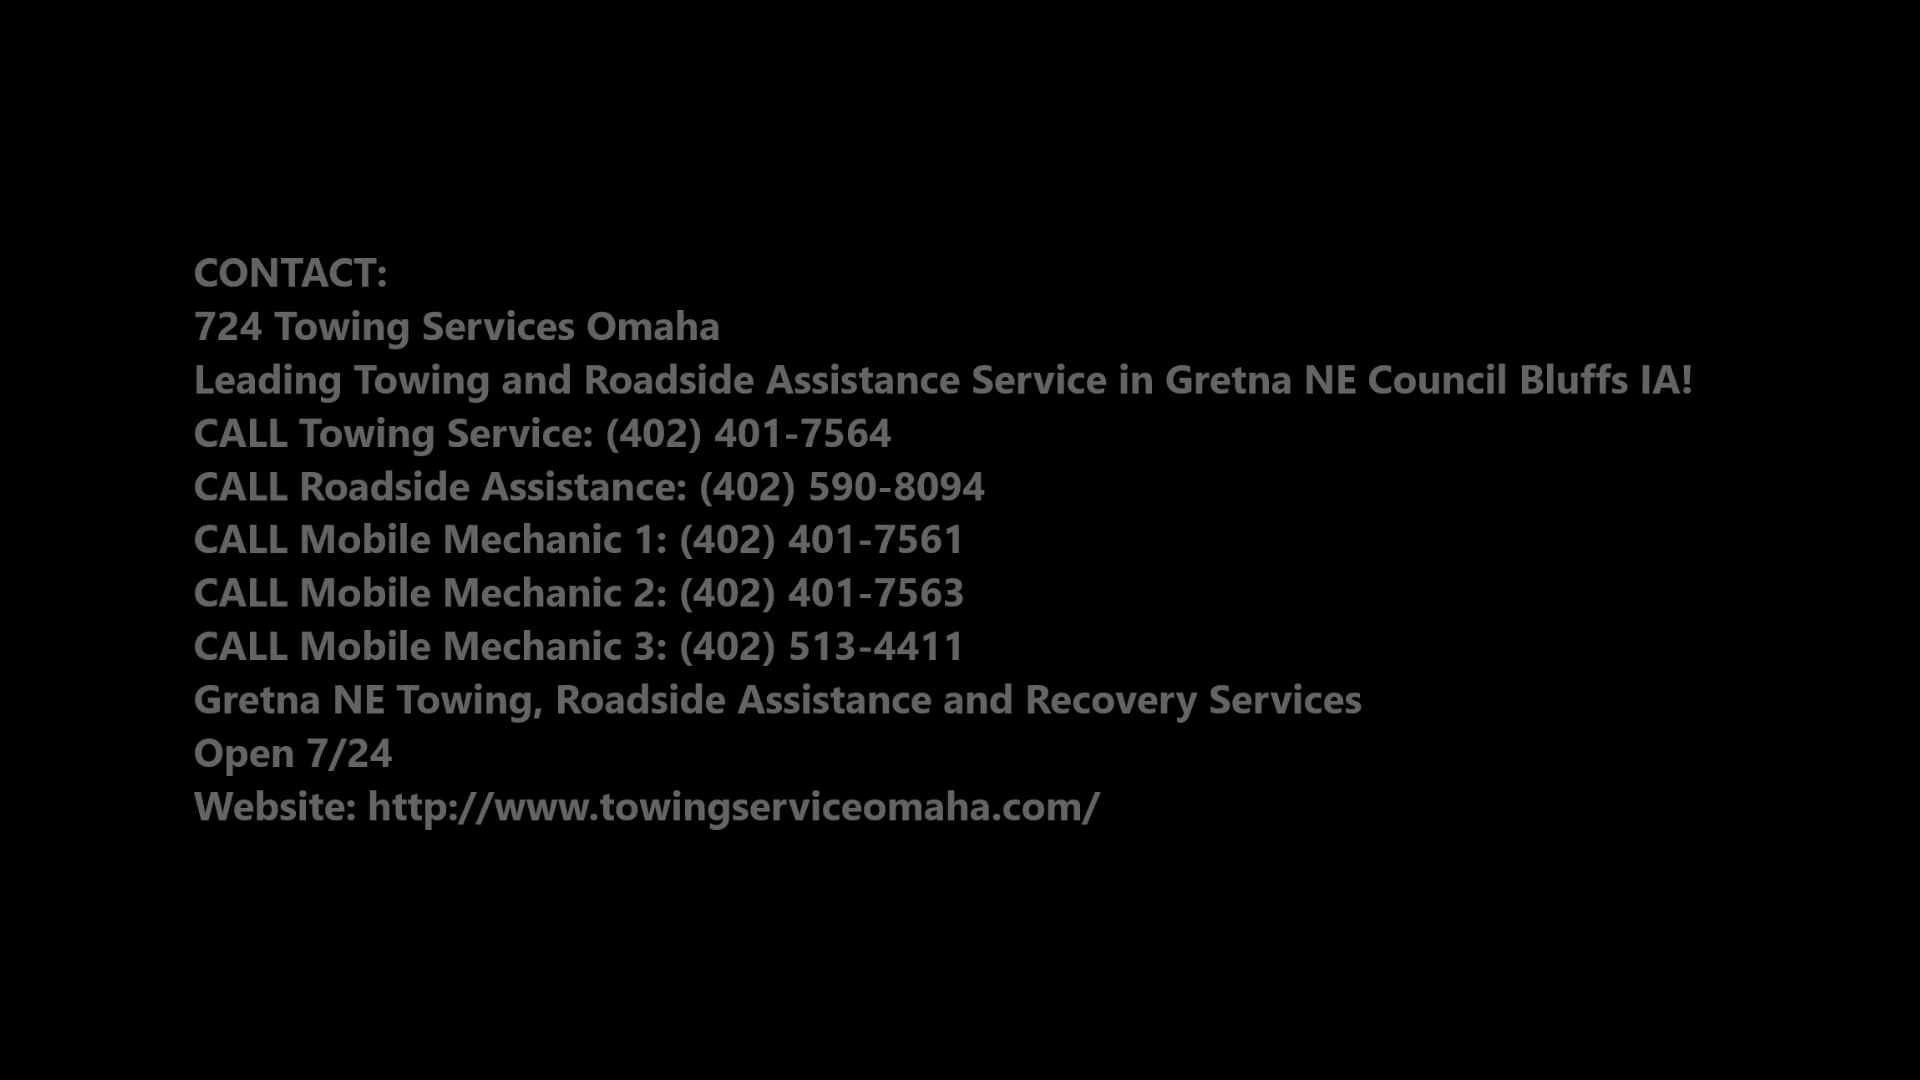 CONTACT:
724 Towing Services Omaha
Leading Towing and Roadside Assistance Service in Gretna NE Council Bluffs IA!
CALL Towing Service: (402) 401-7564
CALL Roadside Assistance: (402) 590-8094
CALL Mobile Mechanic 1: (402) 401-7561
CALL Mobile Mechanic 2: (402) 401-7563
CALL Mobile Mechanic 3: (402) 513-4411
Gretna NE Towing, Roadside Assistance and Recovery Services
Open 7/24
Website: http://www.towingserviceomaha.com/